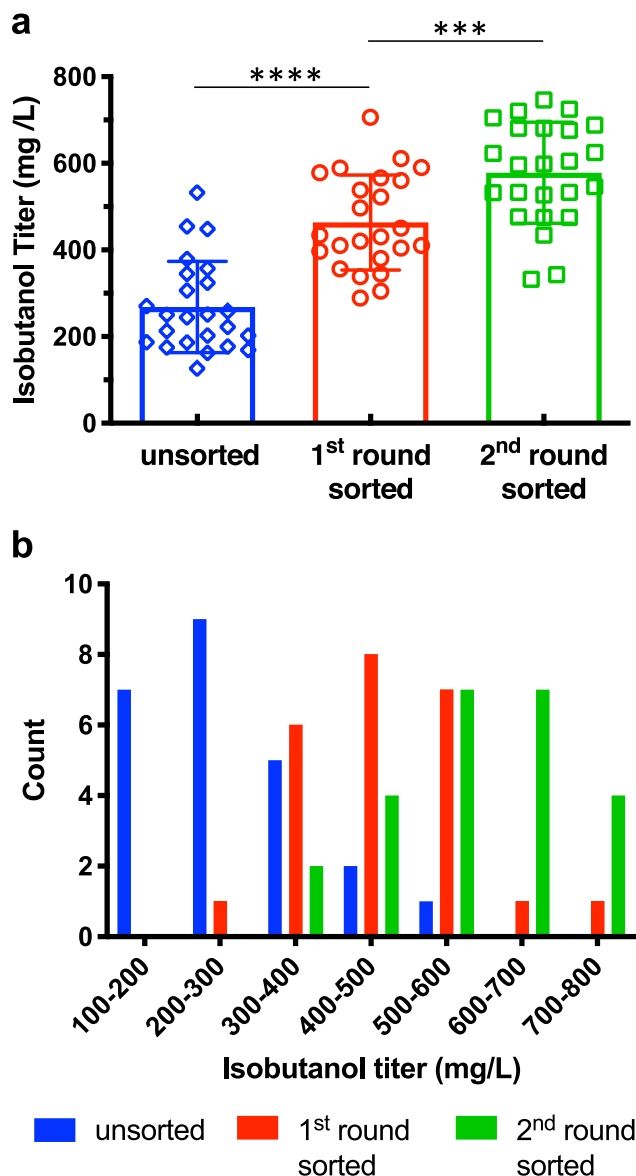 a
****
***
Isobutanol Titer (mg /L)
800
600
400
200
0
unsorted
1st round
sorted
2nd round
sorted
b
Count
10
8
6
4
2
0
100-200
200-300
300-400
400-500
500-600
600-700
700-800
Isobutanol titer (mg/L)
unsorted
1st round
sorted
2nd round
sorted